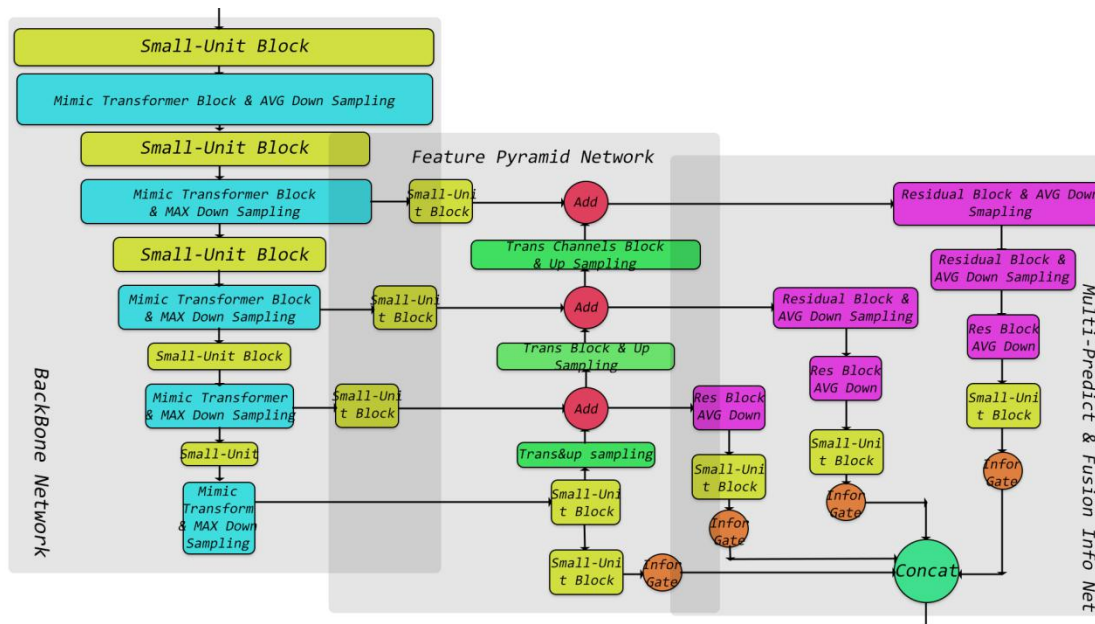 Small-Unit Block
Mimic Transformer Block & AVG Down Sampling
Small-Unit Block
Feature Pyramid Network
Mimic Transformer Block
& MAX Down Sampling
Small-Uni
t Block
Add
Residual Block & AVG Down
Smapling
Small-Unit Block
Trans Channels Block
& Up Sampling
Residual Block &
AVG Down Sampling
Mimic Transformer Block
& MAX Down Sampling
Small-Uni
t Block
Add
Residual Block &
AVG Down Sampling
Res Block
AVG Down
Small-Unit Block
Trans Block & Up
Sampling
Res Block
AVG Down
Mimic Transformer
& MAX Down Sampling
Small-Uni
t Block
Add
Res Block
AVG Down
Small-Uni
t Block
Small-Unit
Trans&up sampling
Small-Uni
t Block
Small-Uni
t Block
Infor
Gate
Mimic
Transform
& MAX Down
Sampling
Small-Uni
t Block
Infor
Gate
Infor
Gate
Small-Uni
t Block
Infor
Gate
Concat
BackBone Network
Multi-Predict & Fusion Info Net